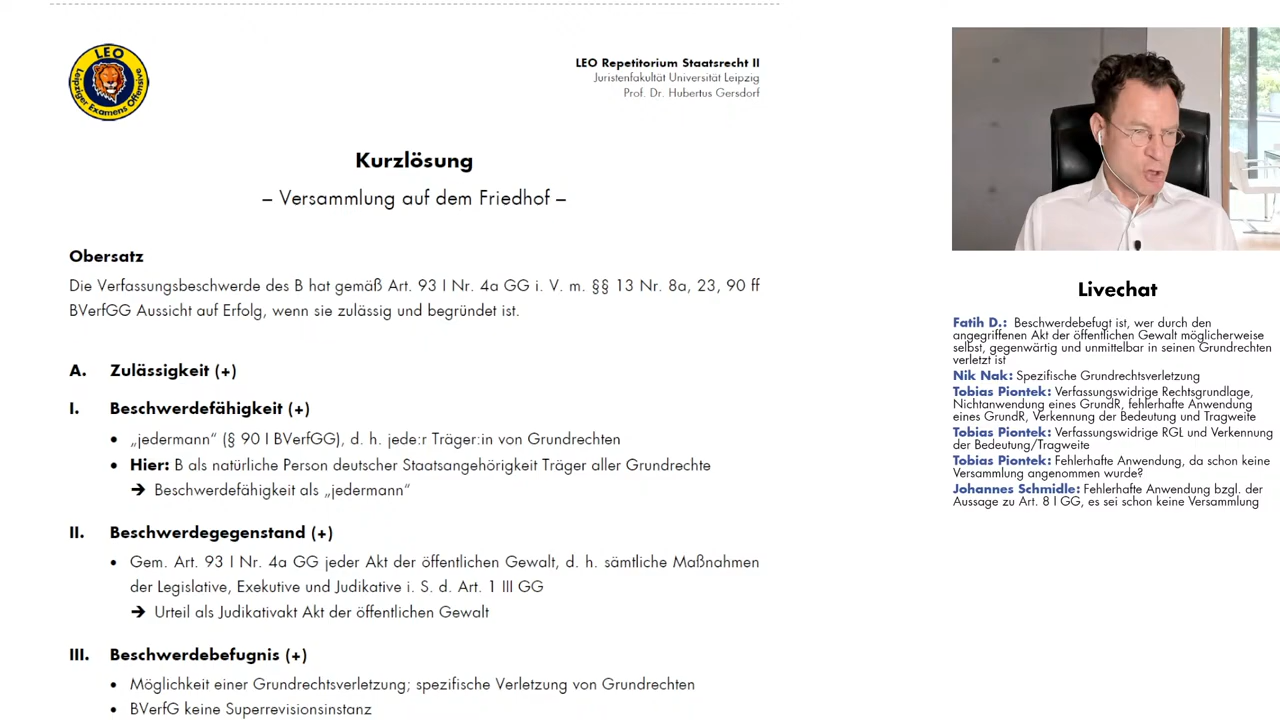 LEO
Leipziger Examens Offensive
LEO Repetitorium Staatsrecht II
Juristenfakultät Universität Leipzig
Prof. Dr. Hubertus Gersdorf
Kurzlösung
– Versammlung auf dem Friedhof –
Obersatz
Die Verfassungsbeschwerde des B hat gemäß Art. 93 I Nr. 4a GG i. V. m. §§ 13 Nr. 8a, 23, 90 ff
BVerfGG Aussicht auf Erfolg, wenn sie zulässig und begründet ist.
A. Zulässigkeit (+)
I. Beschwerdefähigkeit (+)
• „jedermann“ (§ 90 I BVerfGG), d. h. jede:r Träger:in von Grundrechten
• Hier: B als natürliche Person deutscher Staatsangehörigkeit Träger aller Grundrechte
➔ Beschwerdefähigkeit als „jedermann“
II. Beschwerdegegenstand (+)
• Gem. Art. 93 I Nr. 4a GG jeder Akt der öffentlichen Gewalt, d. h. sämtliche Maßnahmen
der Legislative, Exekutive und Judikative i. S. d. Art. 1 III GG
➔ Urteil als Judikativakt Akt der öffentlichen Gewalt
III. Beschwerdebefugnis (+)
• Möglichkeit einer Grundrechtsverletzung; spezifische Verletzung von Grundrechten
• BVerfG keine Superrevisionsinstanz
Livechat
Fatih D.: Beschwerdebefugt ist, wer durch den
angegriffenen Akt der öffentlichen Gewalt möglicherweise
selbst, gegenwärtig und unmittelbar in seinen Grundrechten
verletzt ist
Nik Nak: Spezifische Grundrechtsverletzung
Tobias Piontek: Verfassungswidrige Rechtsgrundlage,
Nichtanwendung eines GrundR, fehlerhafte Anwendung
eines GrundR, Verkennung der Bedeutung und Tragweite
Tobias Piontek: Verfassungswidrige RGL und Verkennung
der Bedeutung/Tragweite
Tobias Piontek: Fehlerhafte Anwendung, da schon keine
Versammlung angenommen wurde?
Johannes Schmidle: Fehlerhafte Anwendung bzgl. der
Aussage zu Art. 8 I GG, es sei schon keine Versammlung